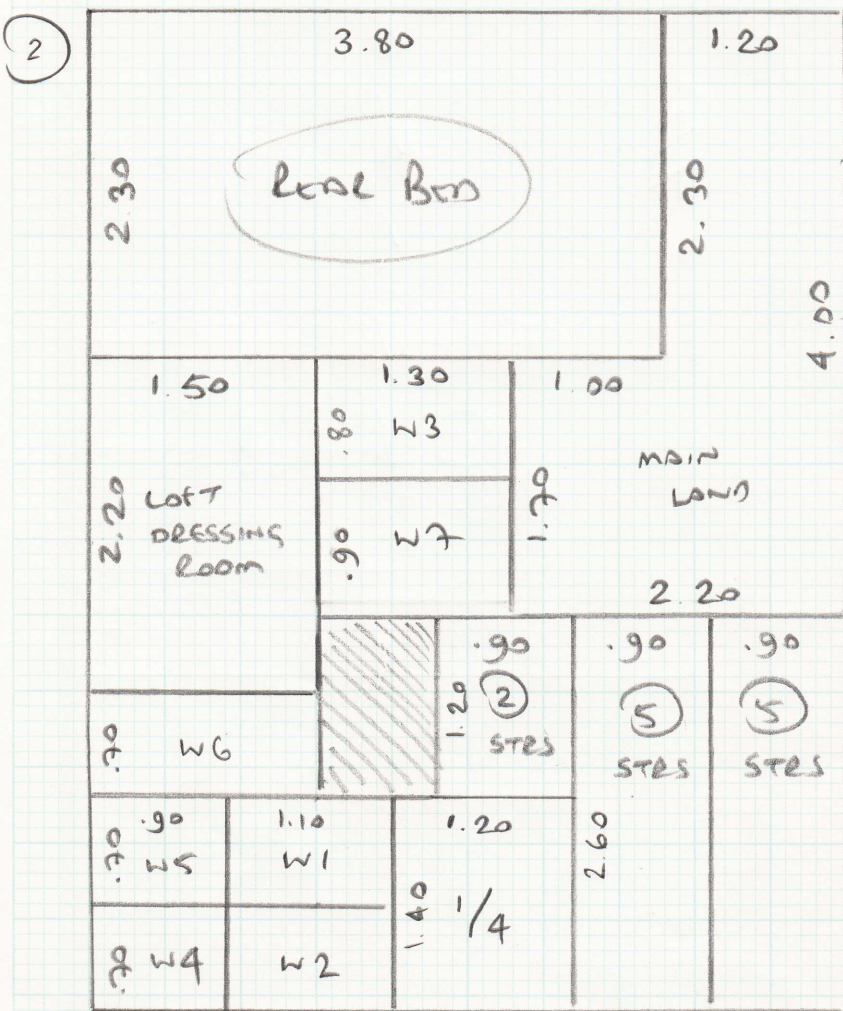 2
3.80
1.20
2.30
REAR BED
2.30
4.00
1.50
1.30
1.00
.80
W3
MAIN
LAND
2.20
LOFT
DRESSING
ROOM
.90
W7
1.70
2.20
.90
.90
.90
1.20
2
STRS
5
STRS
5
STRS
.70
W6
.90
1.10
1.20
.70
W5
W1
2.60
1.40
1/4
.70
W4
W2